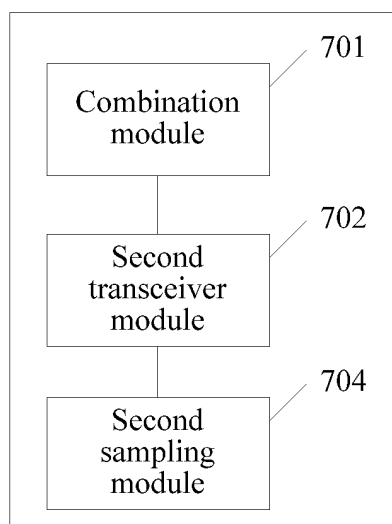 701
Combination
module
702
Second
transceiver
module
704
Second
sampling
module